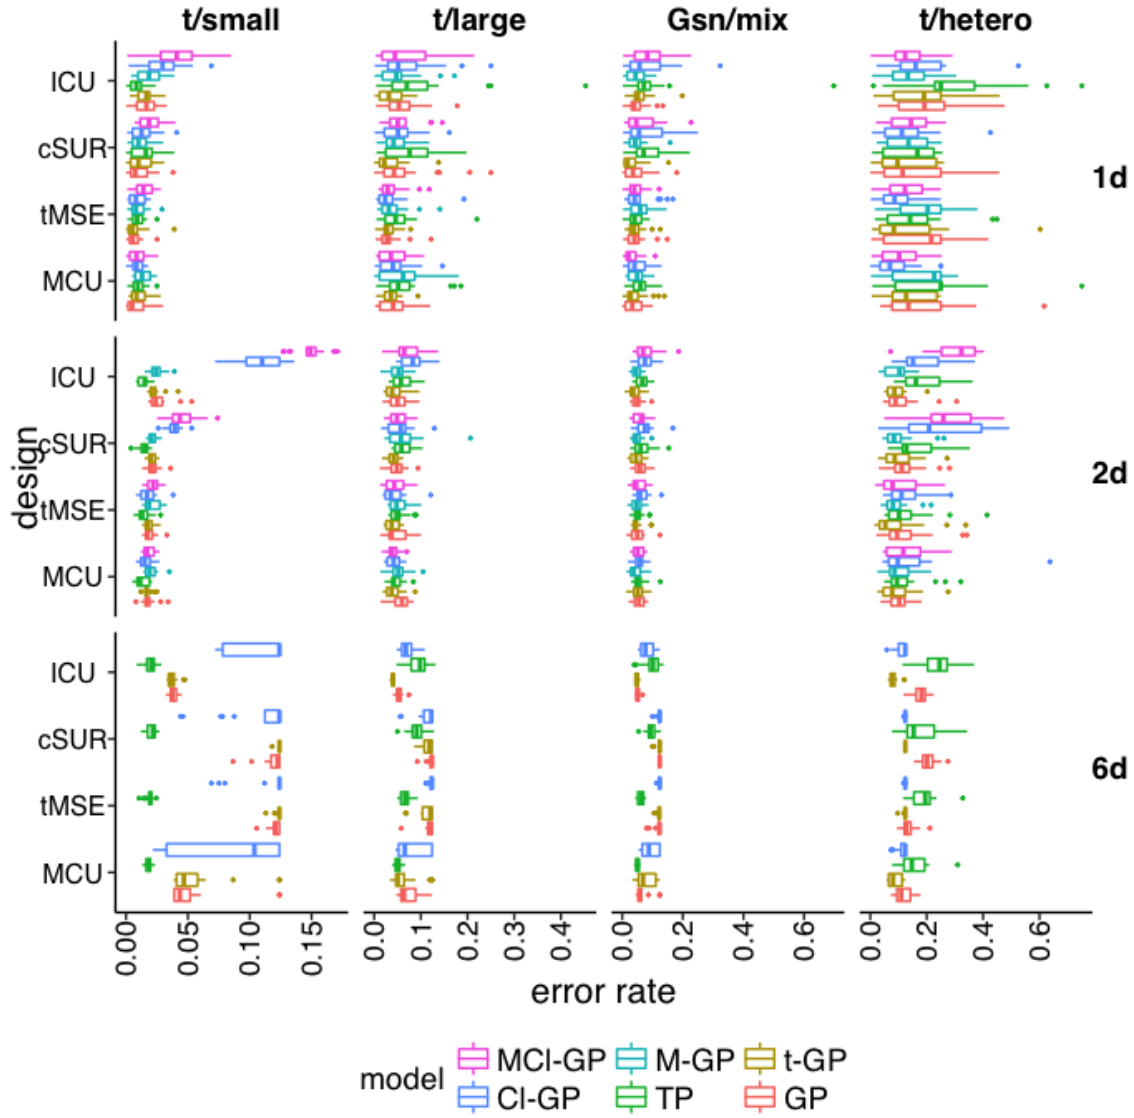 t/small t/large Gsn/mix t/hetero
ICU
cSUR
tMSE
MCU
1d
ICU
cSUR
tMSE
MCU
2d
ICU
cSUR
tMSE
MCU
6d
design
0.00 0.05 0.10 0.15 0.0 0.1 0.2 0.3 0.4 0.0 0.2 0.4 0.6 0.0 0.2 0.4 0.6
error rate
model
MCl-GP M-GP t-GP
Cl-GP TP GP